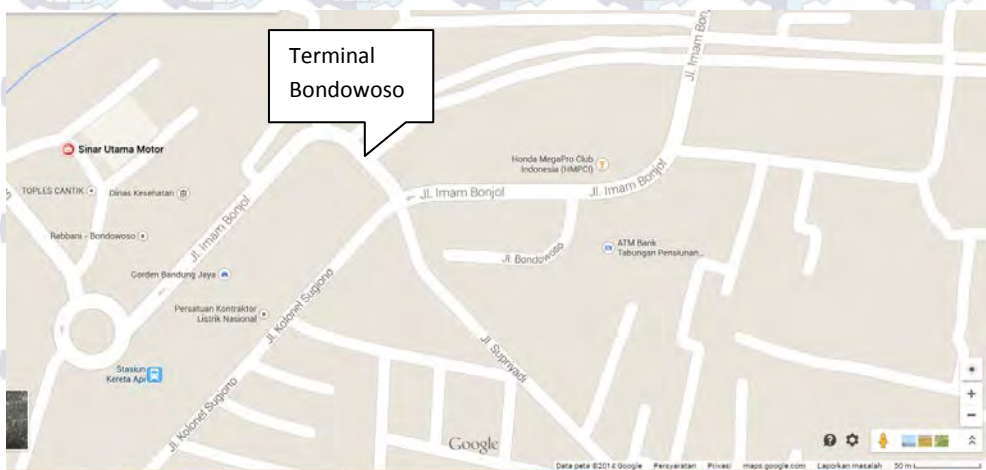 Terminal
Bondowoso
Jl. Imam Bonjol
Sinar Utama Motor
TOPLES CANTIK
Dinas Kesehatan
Honda MegaPro Club
Indonesia (HMPCI)
Jl. Imam Bonjol
Jl. Imam Bonjol
Jl. Imam Bonjol
Rabbani - Bondowoso
Jl. Bondowoso
ATM Bank
Tabungan Pensiunan...
Gorden Bandung Jaya
Persatuan Kontraktor
Listrik Nasional
Jl. Kolonel Sugiono
Jl. Supriyadi
Stasiun
Kereta Api
Jl. Kolonel Sugiono
Google
Data peta ©2014 Google Persyaratan Privasi maps.google.com Laporkan masalah 50 m